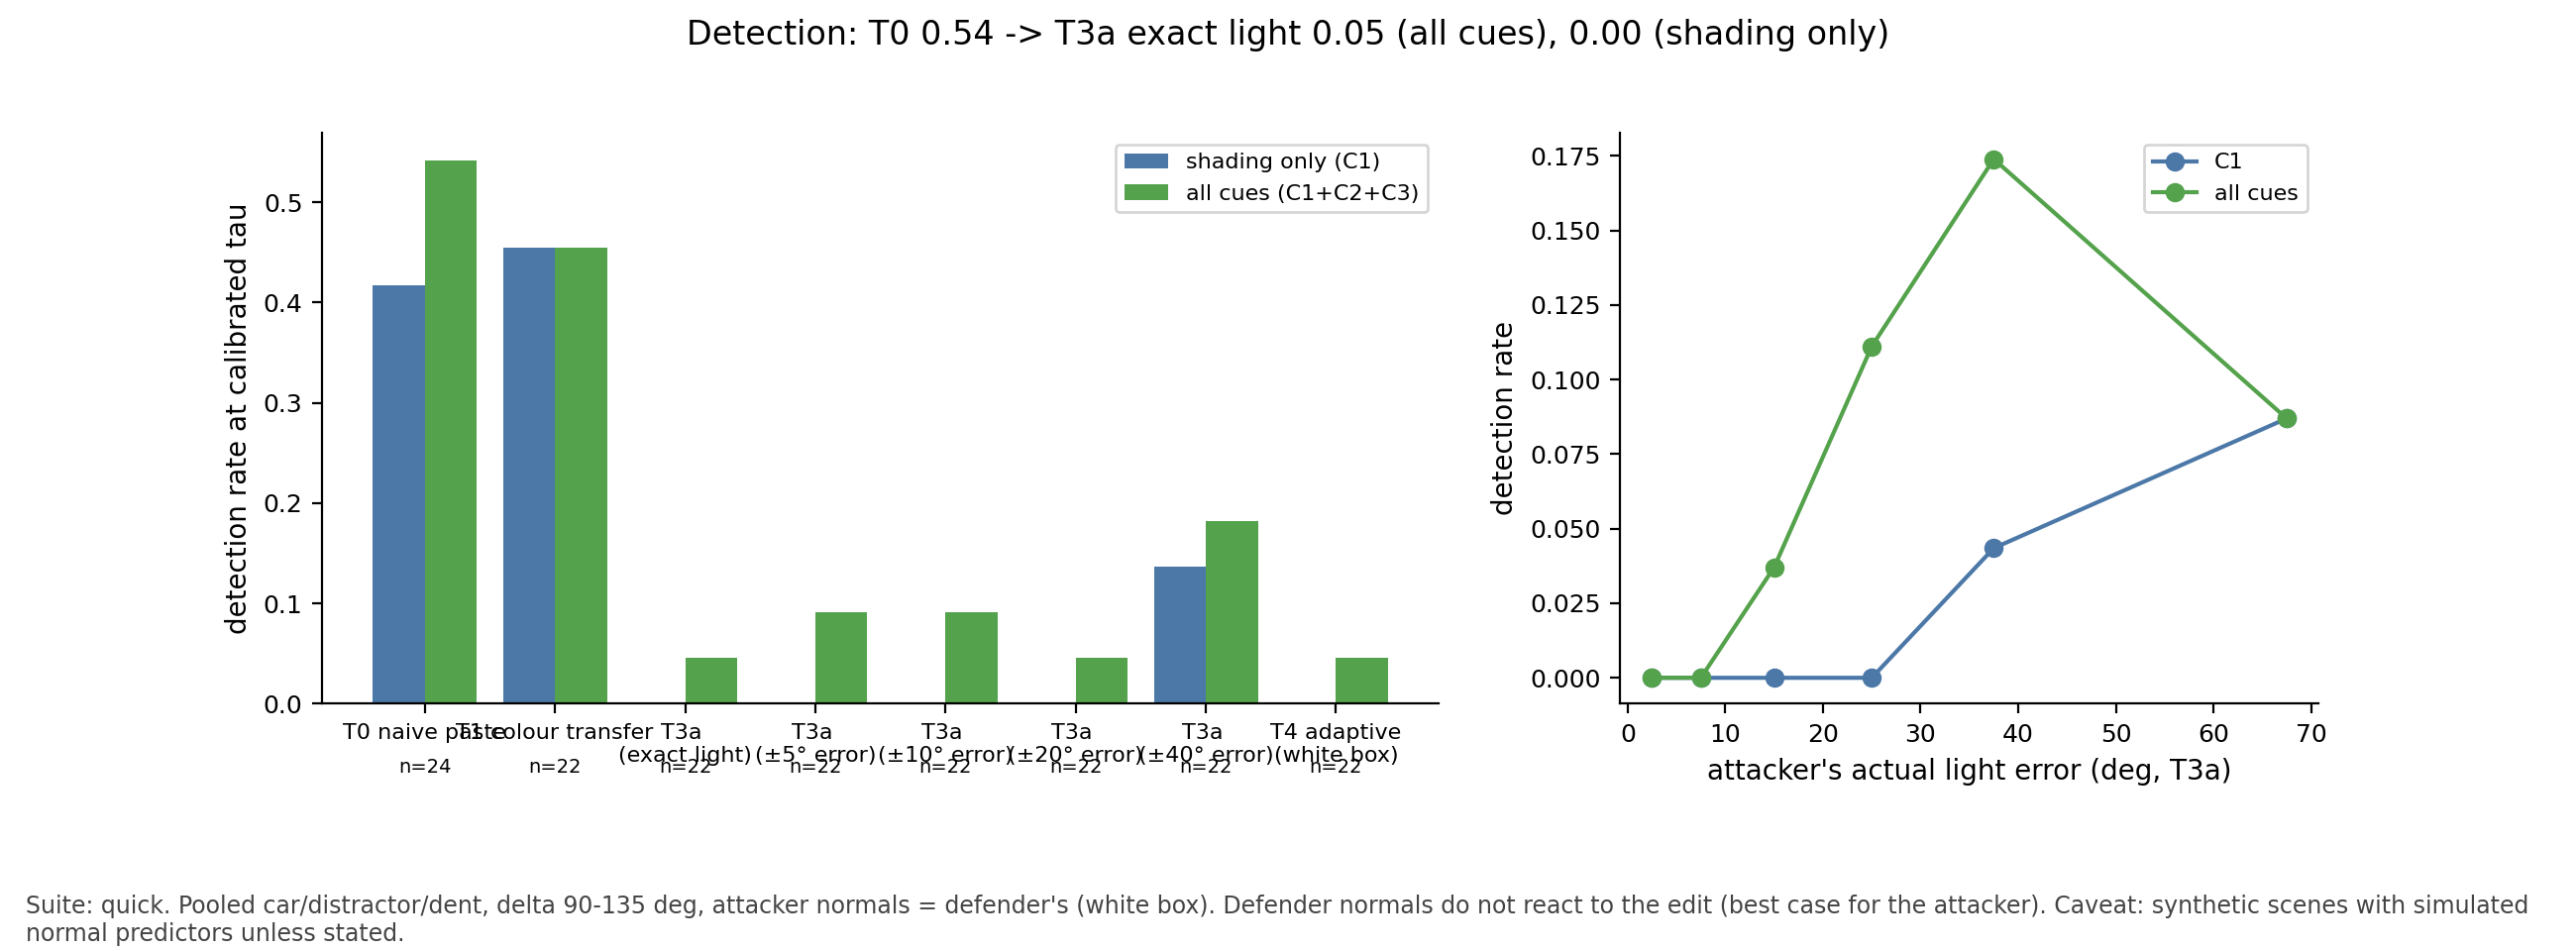 Detection: T0 0.54 -> T3a exact light 0.05 (all cues), 0.00 (shading only)
detection rate at calibrated tau
0.5
0.4
0.3
0.2
0.1
0.0
shading only (C1)
all cues (C1+C2+C3)
T0 naive paste
n=24
T1 colour transfer
n=22
T3a
(exact light)
n=22
T3a
(±5° error)
n=22
T3a
(±10° error)
n=22
T3a
(±20° error)
n=22
T3a
(±40° error)
n=22
T4 adaptive
(white box)
n=22
detection rate
0.175
0.150
0.125
0.100
0.075
0.050
0.025
0.000
C1
all cues
0 10 20 30 40 50 60 70
attacker's actual light error (deg, T3a)
Suite: quick. Pooled car/distractor/dent, delta 90-135 deg, attacker normals = defender's (white box). Defender normals do not react to the edit (best case for the attacker). Caveat: synthetic scenes with simulated
normal predictors unless stated.